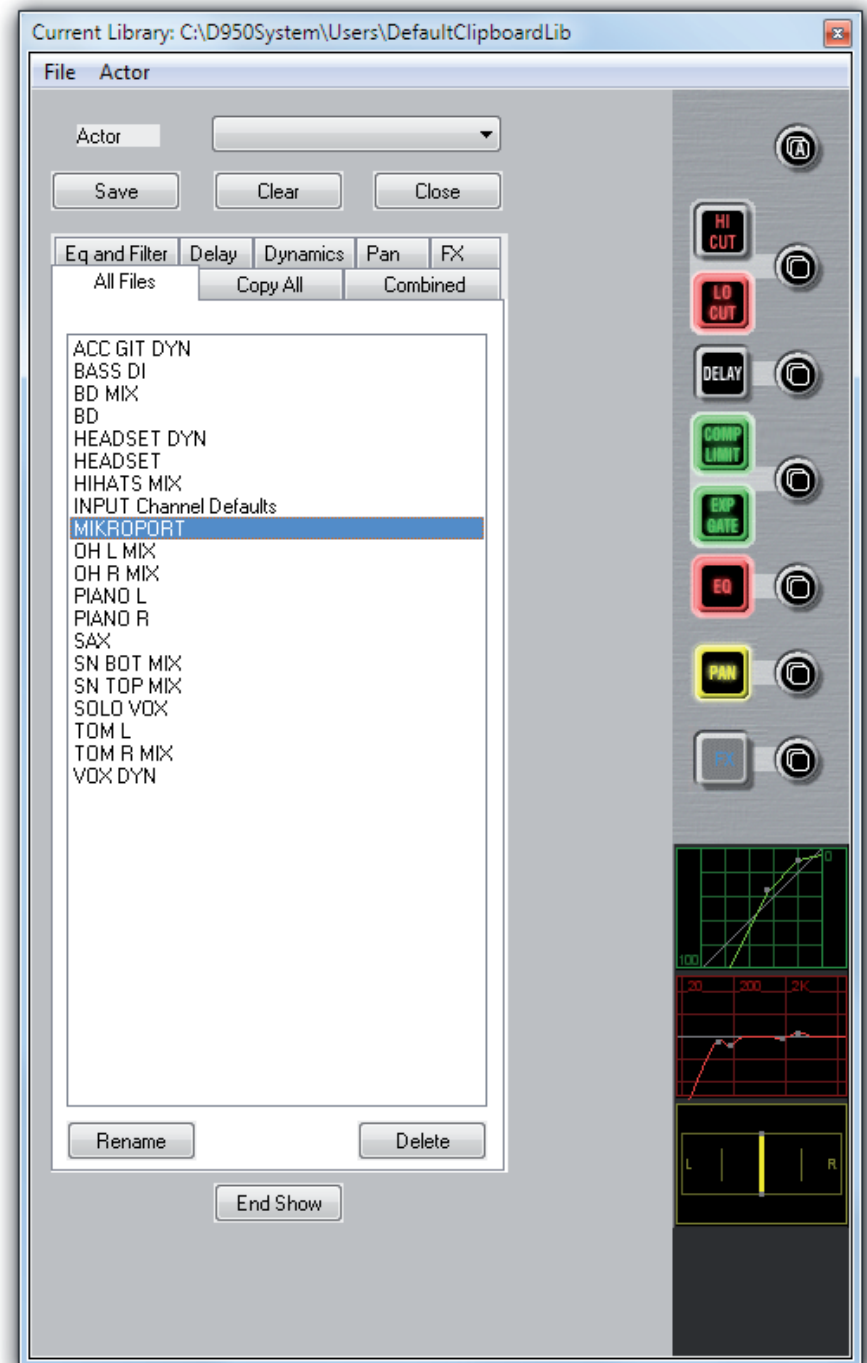 Current Library: C:\D950System\Users\DefaultClipboardLib
File Actor
Actor
Save Clear Close
Eq and Filter Delay Dynamics Pan FX
All Files Copy All Combined
ACC GIT DYN
BASS DI
BD MIX
BD
HEADSET DYN
HEADSET
HIHATS MIX
INPUT Channel Defaults
MIKROPORT
OH L MIX
OH R MIX
PIANO L
PIANO R
SAX
SN BOT MIX
SN TOP MIX
SOLO VOX
TOM L
TOM R MIX
VOX DYN
Rename Delete
End Show
A
HI
CUT
LO
CUT
DELAY
COMP
LIMIT
EXP
GATE
EQ
PAN
FX
0
100
20 200 2K
L R